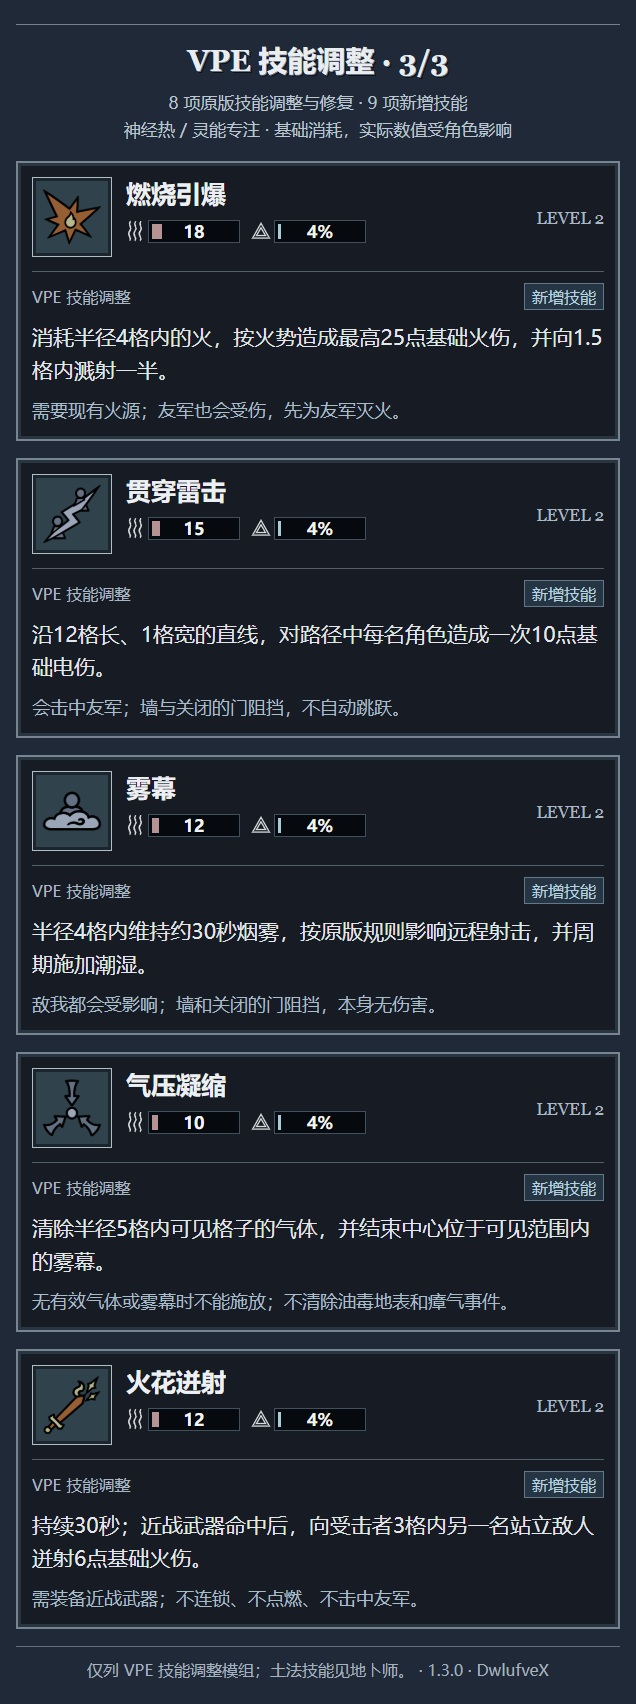 VPE 技能调整 · 3/3
8 项原版技能调整与修复 · 9 项新增技能
神经热 / 灵能专注 · 基础消耗，实际数值受角色影响
燃烧引爆
18
4%
LEVEL 2
VPE 技能调整
新增技能
消耗半径4格内的火，按火势造成最高25点基础火伤，并向1.5
格内溅射一半。
需要现有火源；友军也会受伤，先为友军灭火。
贯穿雷击
15
4%
LEVEL 2
VPE 技能调整
新增技能
沿12格长、1格宽的直线，对路径中每名角色造成一次10点基
础电伤。
会击中友军；墙与关闭的门阻挡，不自动跳跃。
雾幕
12
4%
LEVEL 2
VPE 技能调整
新增技能
半径4格内维持约30秒烟雾，按原版规则影响远程射击，并周
期施加潮湿。
敌我都会受影响；墙和关闭的门阻挡，本身无伤害。
气压凝缩
10
4%
LEVEL 2
VPE 技能调整
新增技能
清除半径5格内可见格子的气体，并结束中心位于可见范围内
的雾幕。
无有效气体或雾幕时不能施放；不清除油毒地表和瘴气事件。
火花迸射
12
4%
LEVEL 2
VPE 技能调整
新增技能
持续30秒；近战武器命中后，向受击者3格内另一名站立敌人
迸射6点基础火伤。
需装备近战武器；不连锁、不点燃、不击中友军。
仅列 VPE 技能调整模组；土法技能见地卜师。 · 1.3.0 · DwlufveX